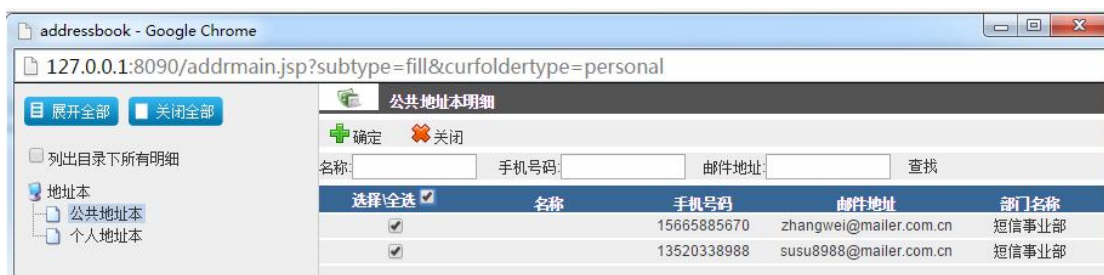 addressbook - Google Chrome
127.0.0.1:8090/addrmain.jsp?subtype=fill&curfoldertype=personal
展开全部 关闭全部
列出目录下所有明细
地址本
公共地址本
个人地址本
公共地址本明细
确定 关闭
名称: 手机号码: 邮件地址: 查找
选择\全选 名称 手机号码 邮件地址 部门名称
15665885670 zhangwei@mailer.com.cn 短信事业部
13520338988 susu8988@mailer.com.cn 短信事业部